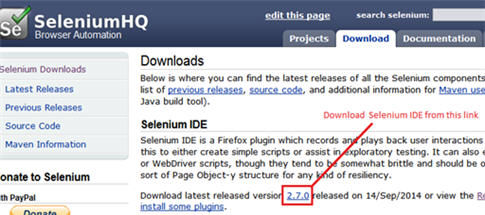 SeleniumHQ
Browser Automation
edit this page
search selenium:
Projects
Download
Documentation
Selenium Downloads
Latest Releases
Previous Releases
Source Code
Maven Information
Donate to Selenium
with PayPal
Donate
Downloads
Below is where you can find the latest releases of all the Selenium components
list of previous releases, source code, and additional information for Maven use
Java build tool).
Download Selenium IDE from this link
Selenium IDE
Selenium IDE is a Firefox plugin which records and plays back user interactions
this to either create simple scripts or assist in exploratory testing. It can also e
or WebDriver scripts, though they tend to be somewhat brittle and should be o
sort of Page Object-y structure for any kind of resiliency.
Download latest released version 2.7.0 released on 14/Sep/2014 or view the Re
install some plugins.